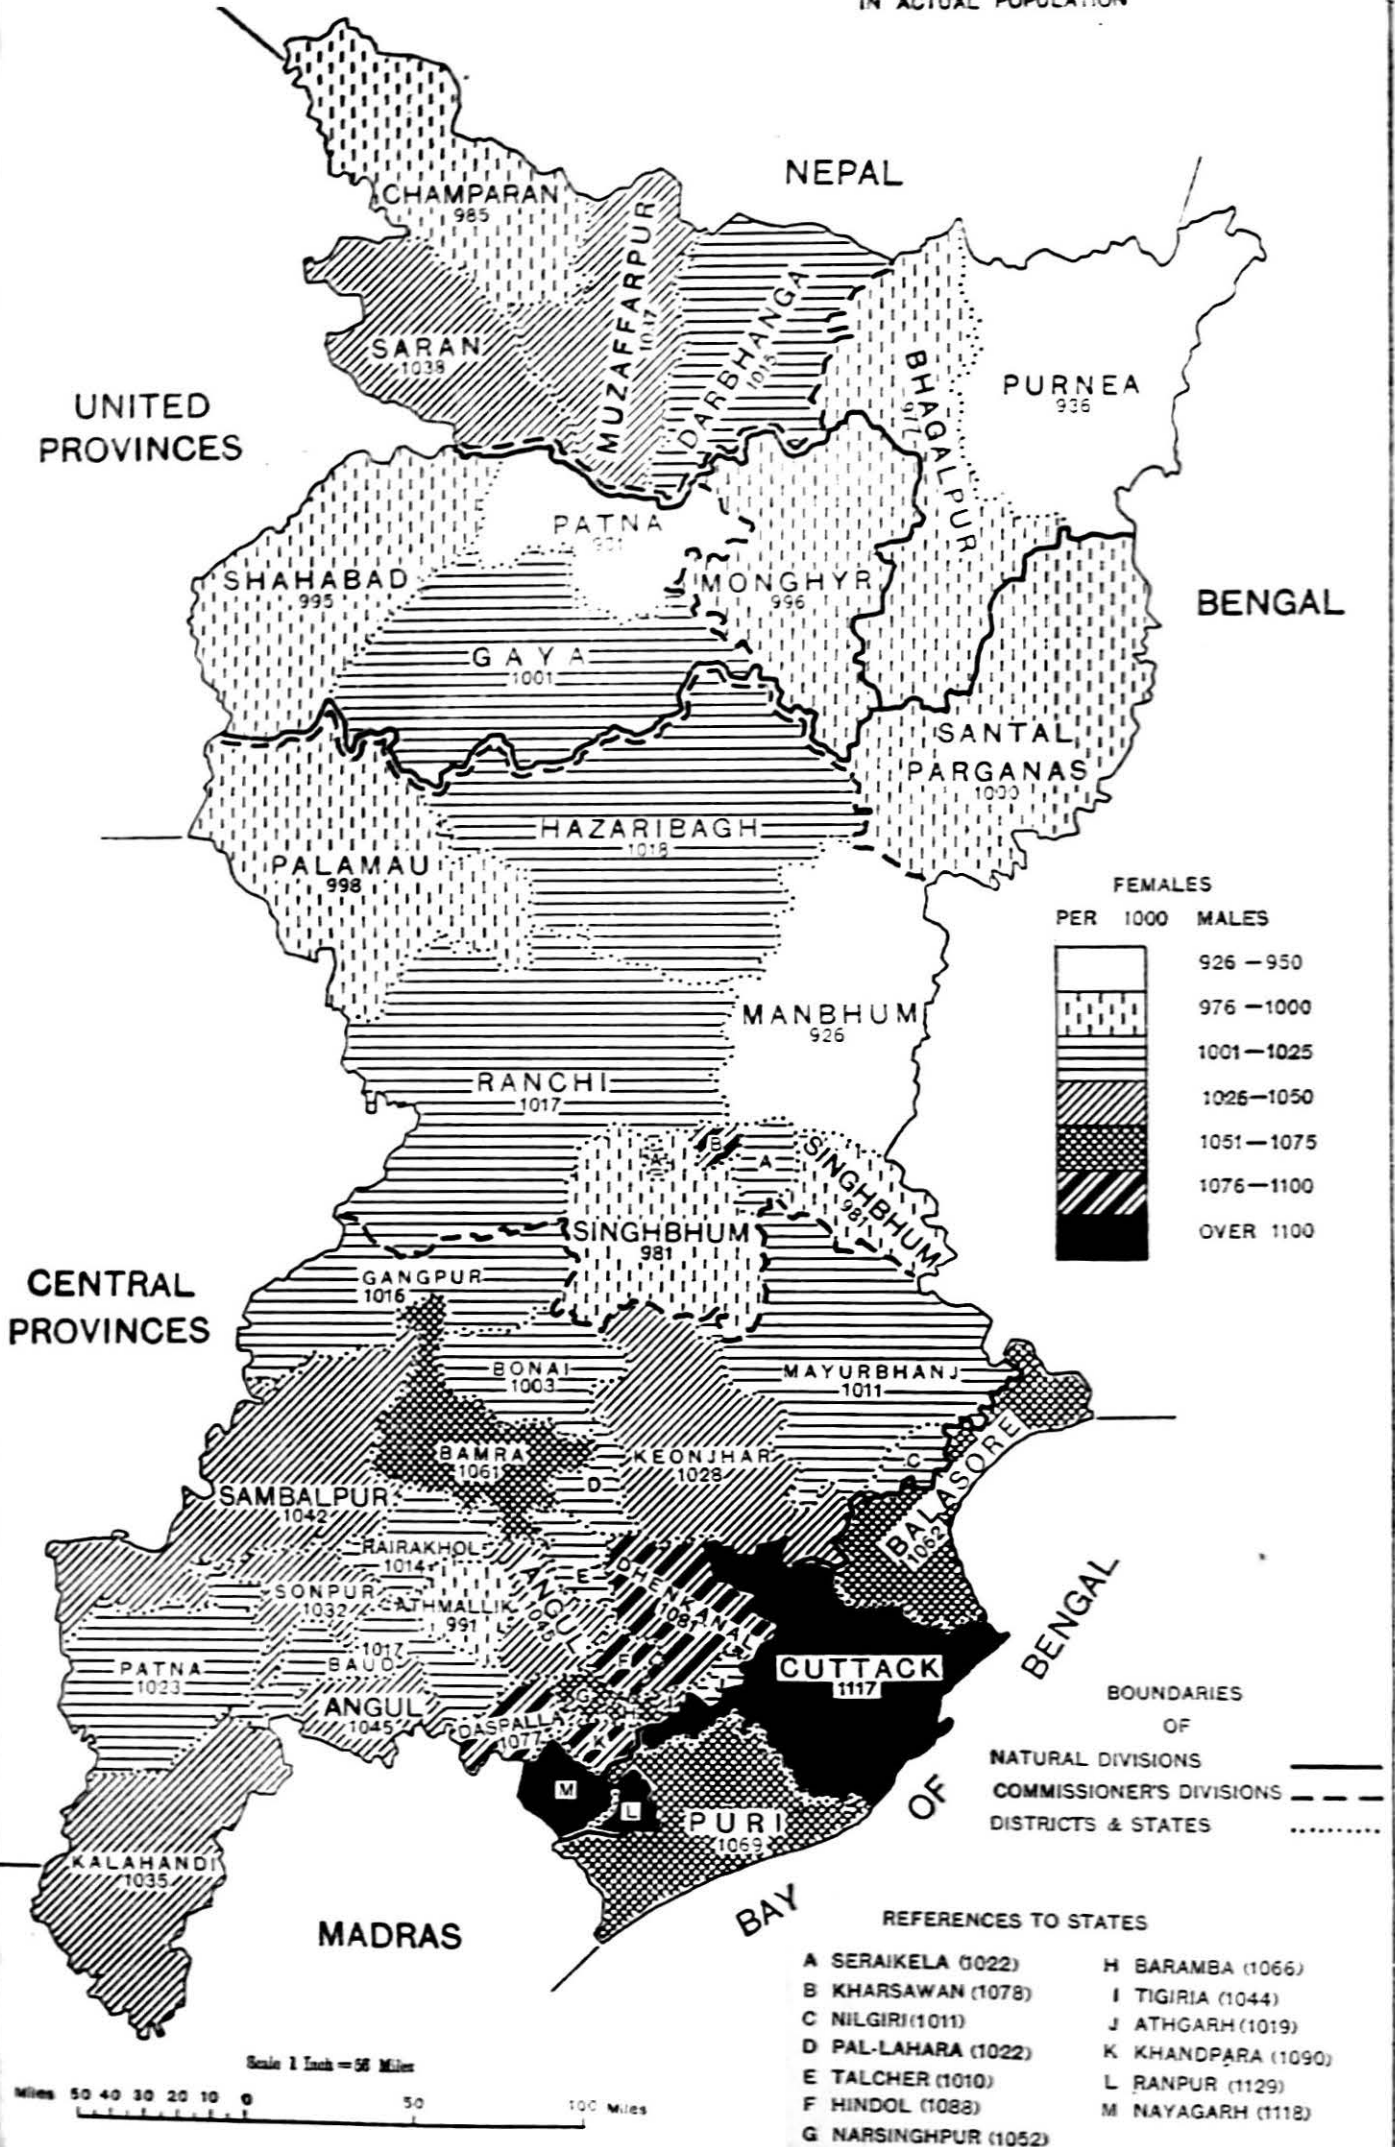 IN ACTUAL POPULATION
NEPAL
CHAMPARAN
985
MUZAFFARPUR
1037
DARBHANGA
1015
SARAN
1038
BHAGALPUR
PURNEA
936
UNITED
PROVINCES
PATNA
SHAHABAD
995
MONGHYR
996
BENGAL
GAYA
1001
SANTAL
PARGANAS
1000
HAZARIBAGH
1018
PALAMAU
998
FEMALES
PER 1000 MALES
926 — 950
976 — 1000
1001 — 1025
1026 — 1050
1051 — 1075
1076 — 1100
OVER 1100
MANBHUM
926
RANCHI
1017
A
B
A
SINGHBHUM
981
SINGHBHUM
981
CENTRAL
PROVINCES
GANGPUR
1016
BONAI
1003
MAYURBHANJ
1011
BAMRA
1061
KEONJHAR
1028
C
D
BALASORE
1062
SAMBALPUR
1042
RAIRAKHOL
1014
E
DHENKANAL
1087
ANGUL
1045
SONPUR
1032
ATHMALLIK
991
1017
BAUD
PATNA
1023
F
CUTTACK
1117
ANGUL
1045
G
H
I
J
DASPALLA
1077
K
M
L
PURI
1069
KALAHANDI
1035
MADRAS
BAY OF BENGAL
BOUNDARIES
OF
NATURAL DIVISIONS
COMMISSIONER'S DIVISIONS
DISTRICTS & STATES
REFERENCES TO STATES
A SERAIKELA (1022)
B KHARSAWAN (1078)
C NILGIRI (1011)
D PAL-LAHARA (1022)
E TALCHER (1010)
F HINDOL (1088)
G NARSINGHPUR (1052)
H BARAMBA (1066)
I TIGIRIA (1044)
J ATHGARH (1019)
K KHANDPARA (1090)
L RANPUR (1129)
M NAYAGARH (1118)
Scale 1 Inch = 56 Miles
Miles 50 40 30 20 10 0 50 100 Miles